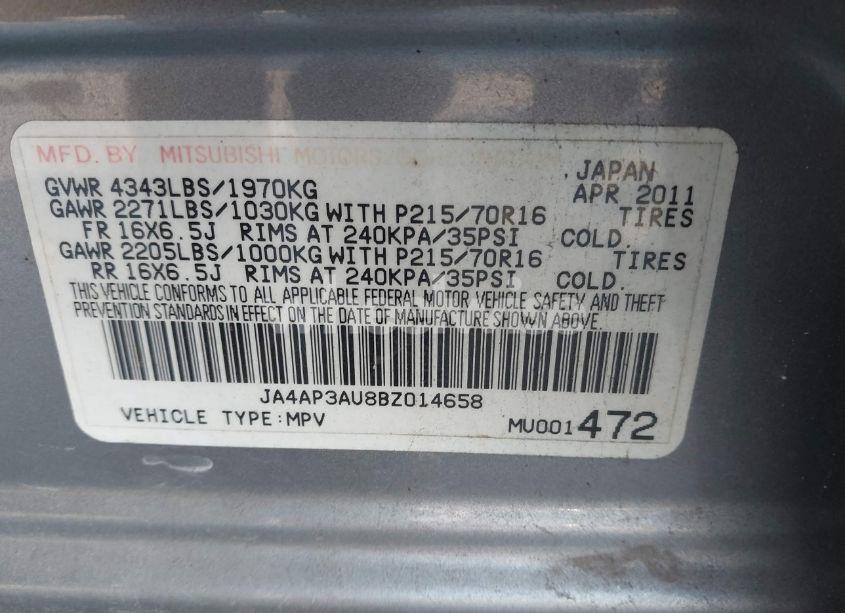 MFD. BY MITSUBISHI MOTORS CORPORATION
, JAPAN
GVWR 4343LBS/1970KG APR 2011
GAWR 2271LBS/1030KG WITH P215/70R16 TIRES
FR 16X6.5J RIMS AT 240KPA/35PSI COLD.
GAWR 2205LBS/1000KG WITH P215/70R16 TIRES
RR 16X6.5J RIMS AT 240KPA/35PSI COLD.
THIS VEHICLE CONFORMS TO ALL APPLICABLE FEDERAL MOTOR VEHICLE SAFETY AND THEFT
PREVENTION STANDARDS IN EFFECT ON THE DATE OF MANUFACTURE SHOWN ABOVE.
JA4AP3AU8BZ014658
VEHICLE TYPE:MPV MU001472